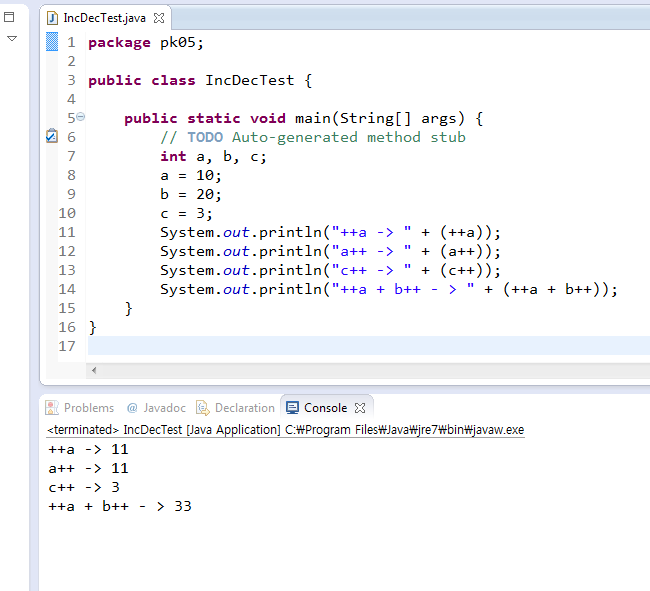 IncDecTest.java
1 package pk05;
2
3 public class IncDecTest {
4
5     public static void main(String[] args) {
6         // TODO Auto-generated method stub
7         int a, b, c;
8         a = 10;
9         b = 20;
10         c = 3;
11         System.out.println("++a -> " + (++a));
12         System.out.println("a++ -> " + (a++));
13         System.out.println("c++ -> " + (c++));
14         System.out.println("++a + b++ - > " + (++a + b++));
15     }
16 }
17
Problems @ Javadoc Declaration Console
<terminated> IncDecTest [Java Application] C:₩Program Files₩Java₩jre7₩bin₩javaw.exe
++a -> 11
a++ -> 11
c++ -> 3
++a + b++ - > 33